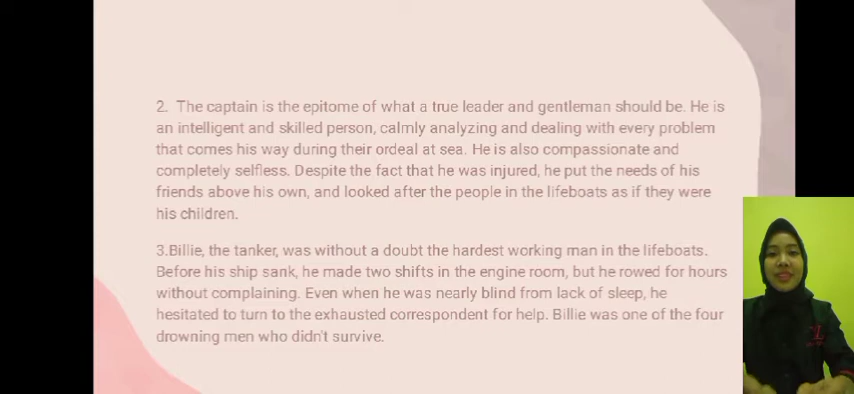 2. The captain is the epitome of what a true leader and gentleman should be. He is
an intelligent and skilled person, calmly analyzing and dealing with every problem
that comes his way during their ordeal at sea. He is also compassionate and
completely selfless. Despite the fact that he was injured, he put the needs of his
friends above his own, and looked after the people in the lifeboats as if they were
his children.
3.Billie, the tanker, was without a doubt the hardest working man in the lifeboats.
Before his ship sank, he made two shifts in the engine room, but he rowed for hours
without complaining. Even when he was nearly blind from lack of sleep, he
hesitated to turn to the exhausted correspondent for help. Billie was one of the four
drowning men who didn't survive.